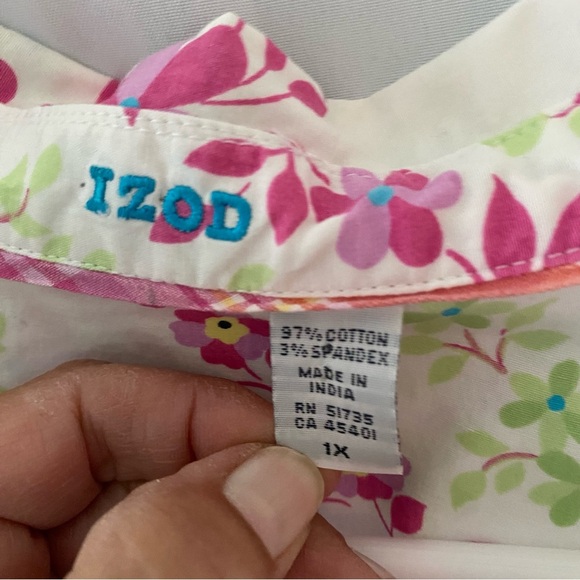 IZOD
97% COTTON
3% SPANDEX
MADE IN
INDIA
RN 51735
CA 45401
1X